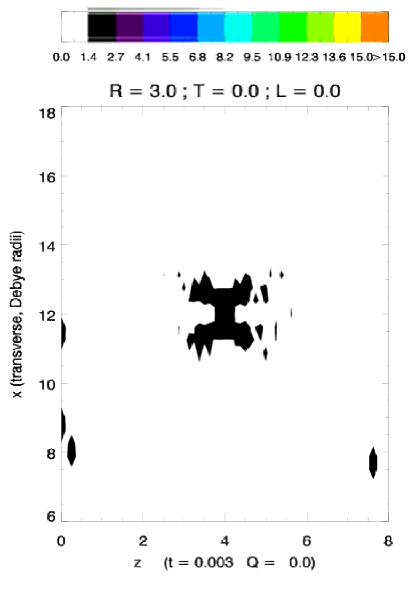 0.0 1.4 2.7 4.1 5.5 6.8 8.2 9.5 10.9 12.3 13.6 15.0>15.0
R = 3.0 ; T = 0.0 ; L = 0.0
x (transverse, Debye radii)
18
16
14
12
10
8
6
0 2 4 6 8
z (t = 0.003 Q = 0.0)